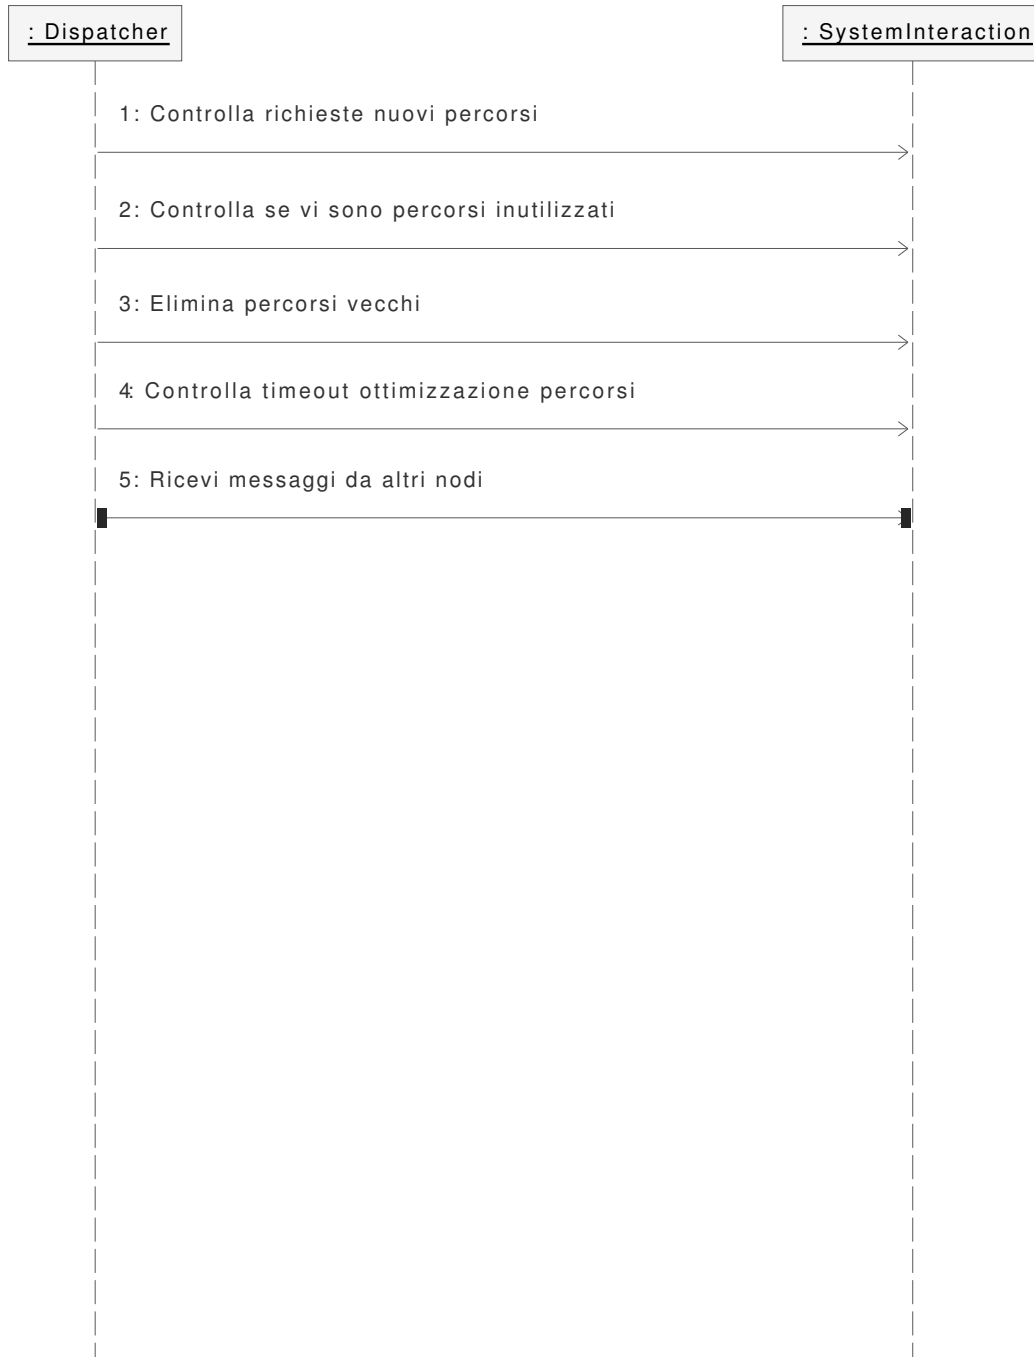 : Dispatcher
: SystemInteraction
1: Controlla richieste nuovi percorsi
2: Controlla se vi sono percorsi inutilizzati
3: Elimina percorsi vecchi
4: Controlla timeout ottimizzazione percorsi
5: Ricevi messaggi da altri nodi